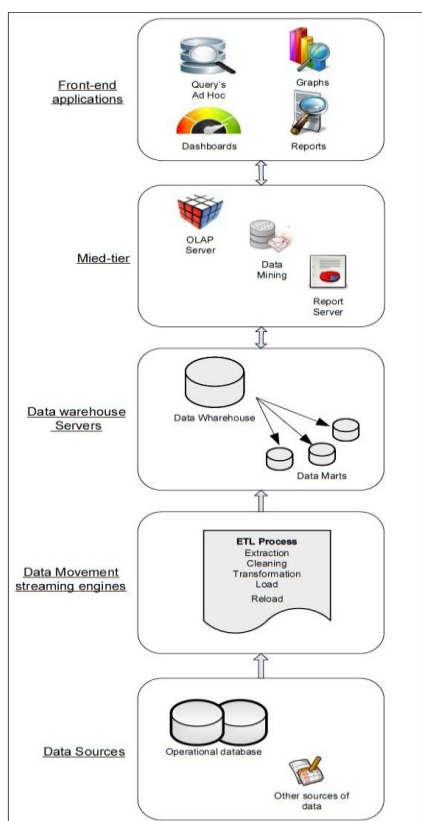 Front-end
applications
Query's
Ad Hoc
Graphs
Dashboards
Reports
Mied-tier
OLAP
Server
Data
Mining
Report
Server
Data warehouse
Servers
Data Wharehouse
Data Marts
Data Movement
streaming engines
ETL Process
Extraction
Cleaning
Transformation
Load
Reload
Data Sources
Operational database
Other sources of
data